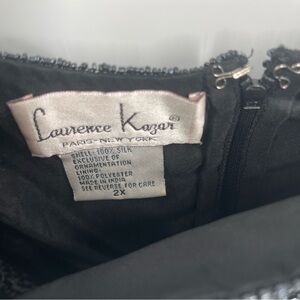 Laurence Kazar®
PARIS-NEW YORK
SHELL-100% SILK
EXCLUSIVE OF
ORNAMENTATION
LINING:
100% POLYESTER
MADE IN INDIA
SEE REVERSE FOR CARE
2X